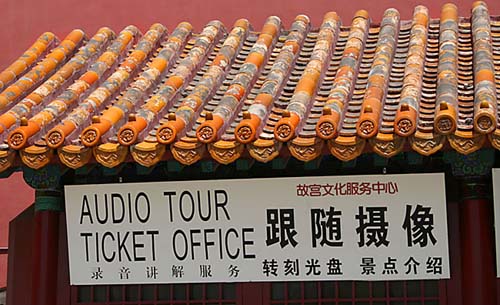 AUDIO TOUR
TICKET OFFICE
录音讲解服务
故宫文化服务中心
跟随摄像
转刻光盘 景点介绍